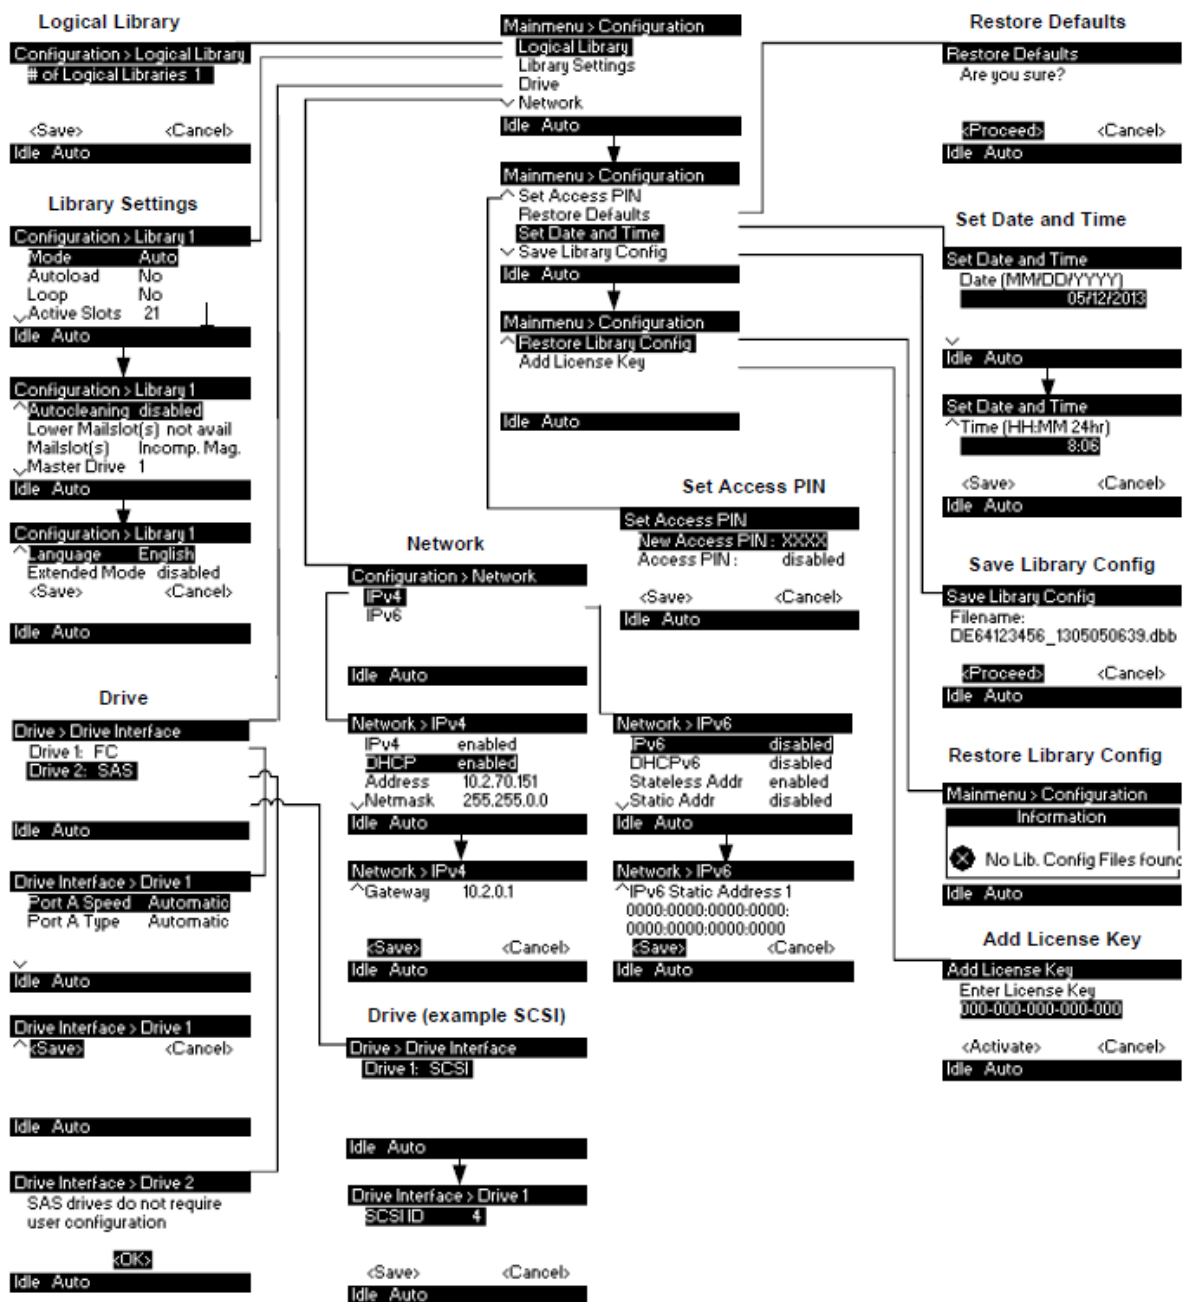 Logical Library
Configuration > Logical Library
# of Logical Libraries 1
<Save> <Cancel>
Idle Auto
Library Settings
Configuration > Library 1
Mode Auto
Autoload No
Loop No
Active Slots 21
Idle Auto
Configuration > Library 1
Autocleaning disabled
Lower Mailslot(s) not avail
Mailslot(s) Incomp. Mag.
Master Drive 1
Idle Auto
Configuration > Library 1
Language English
Extended Mode disabled
<Save> <Cancel>
Idle Auto
Drive
Drive > Drive Interface
Drive 1: FC
Drive 2: SAS
Idle Auto
Drive Interface > Drive 1
Port A Speed Automatic
Port A Type Automatic
Idle Auto
Drive Interface > Drive 1
<Save> <Cancel>
Idle Auto
Drive Interface > Drive 2
SAS drives do not require
user configuration
<OK>
Idle Auto
Mainmenu > Configuration
Logical Library
Library Settings
Drive
Network
Idle Auto
Mainmenu > Configuration
Set Access PIN
Restore Defaults
Set Date and Time
Save Library Config
Idle Auto
Mainmenu > Configuration
Restore Library Config
Add License Key
Idle Auto
Set Access PIN
Set Access PIN
New Access PIN : XXXX
Access PIN : disabled
<Save> <Cancel>
Idle Auto
Network
Configuration > Network
IPv4
IPv6
Idle Auto
Network > IPv4
IPv4 enabled
DHCP enabled
Address 10.2.70.151
Netmask 255.255.0.0
Idle Auto
Network > IPv4
Gateway 10.2.0.1
<Save> <Cancel>
Idle Auto
Network > IPv6
IPv6 disabled
DHCPv6 disabled
Stateless Addr enabled
Static Addr disabled
Idle Auto
Network > IPv6
IPv6 Static Address 1
0000:0000:0000:0000:
0000:0000:0000:0000
<Save> <Cancel>
Idle Auto
Drive (example SCSI)
Drive > Drive Interface
Drive 1: SCSI
Idle Auto
Drive Interface > Drive 1
SCSI ID 4
<Save> <Cancel>
Idle Auto
Restore Defaults
Restore Defaults
Are you sure?
<Proceed> <Cancel>
Idle Auto
Set Date and Time
Set Date and Time
Date (MM/DD/YYYY)
05/12/2013
Idle Auto
Set Date and Time
Time (HH:MM 24hr)
8:06
<Save> <Cancel>
Idle Auto
Save Library Config
Save Library Config
Filename:
DE64123456_1305050639.dbb
<Proceed> <Cancel>
Idle Auto
Restore Library Config
Mainmenu > Configuration
Information
No Lib. Config Files found
Idle Auto
Add License Key
Add License Key
Enter License Key
000-000-000-000-000
<Activate> <Cancel>
Idle Auto